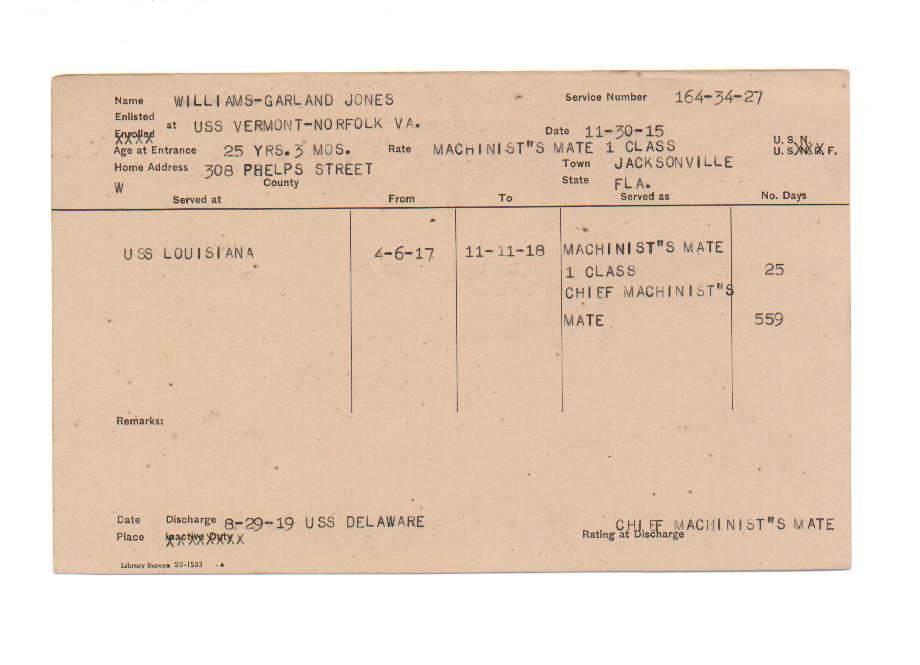 Name WILLIAMS-GARLAND JONES Service Number 164-34-27
Enlisted
Enrolled at USS VERMONT-NORFOLK VA. Date 11-30-15
XXXX
Age at Entrance 25 YRS.3 MOS. Rate MACHINIST"S MATE 1 CLASS U.S.N.
U.S.N.R.F.
Home Address 308 PHELPS STREET Town JACKSONVILLE
W County State FLA.
Served at From To Served as No. Days
USS LOUISIANA 4-6-17 11-11-18 MACHINIST"S MATE
1 CLASS 25
CHIEF MACHINIST"S
MATE 559
Remarks:
Date Discharge 8-29-19 USS DELAWARE CHIEF MACHINIST"S MATE
Place Inactive Duty Rating at Discharge
XXXXXXXX
Library Bureau 26-1533